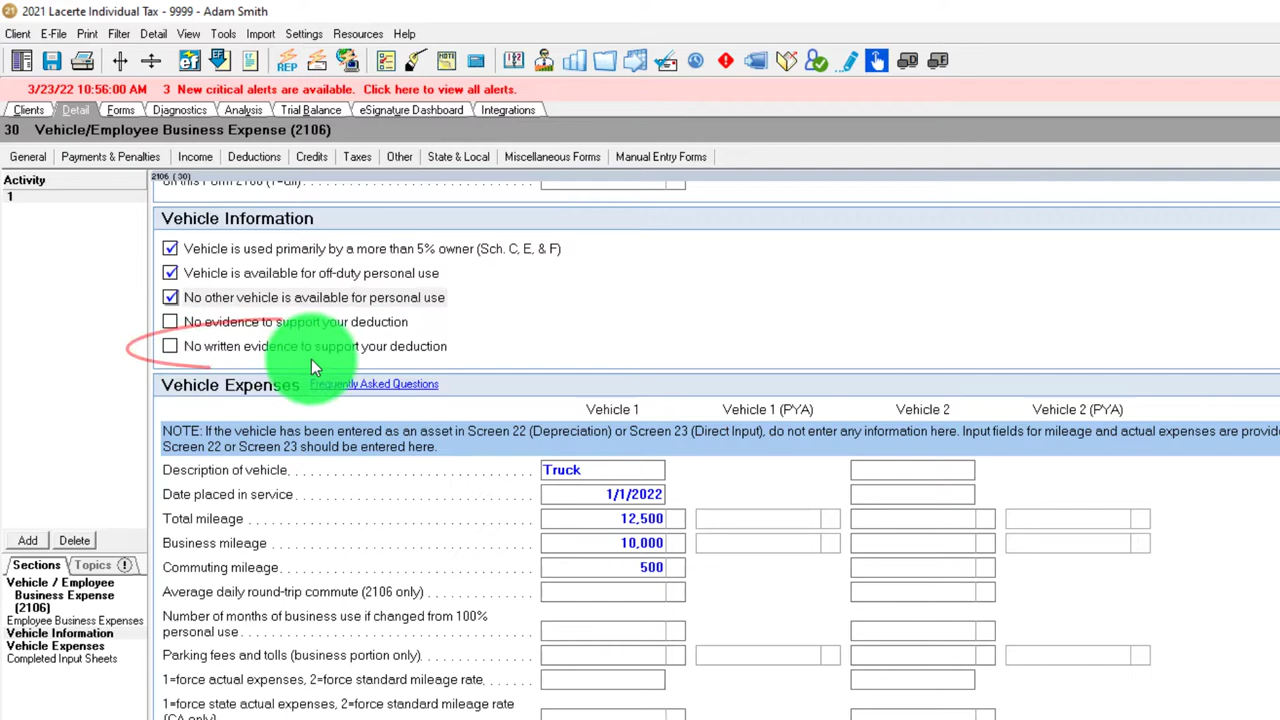 2021 Lacerte Individual Tax - 9999 - Adam Smith
Client E-File Print Filter Detail View Tools Import Settings Resources Help
3/23/22 10:56:00 AM 3 New critical alerts are available. Click here to view all alerts.
Clients Detail Forms Diagnostics Analysis Trial Balance eSignature Dashboard Integrations
30 Vehicle/Employee Business Expense (2106)
General Payments & Penalties Income Deductions Credits Taxes Other State & Local Miscellaneous Forms Manual Entry Forms
Activity
1
2106 (30)
on this Form 2106 (1=all)
Vehicle Information
Vehicle is used primarily by a more than 5% owner (Sch. C, E, & F)
Vehicle is available for off-duty personal use
No other vehicle is available for personal use
No evidence to support your deduction
No written evidence to support your deduction
Vehicle Expenses Frequently Asked Questions
Vehicle 1 Vehicle 1 (PYA) Vehicle 2 Vehicle 2 (PYA)
NOTE: If the vehicle has been entered as an asset in Screen 22 (Depreciation) or Screen 23 (Direct Input), do not enter any information here. Input fields for mileage and actual expenses are provide
Screen 22 or Screen 23 should be entered here.
Description of vehicle Truck
Date placed in service 1/1/2022
Total mileage 12,500
Business mileage 10,000
Commuting mileage 500
Average daily round-trip commute (2106 only)
Number of months of business use if changed from 100%
personal use
Parking fees and tolls (business portion only)
1=force actual expenses, 2=force standard mileage rate
1=force state actual expenses, 2=force standard mileage
(CA only)
Add Delete
Sections Topics
Vehicle / Employee
Business Expense
(2106)
Employee Business Expenses
Vehicle Information
Vehicle Expenses
Completed Input Sheets